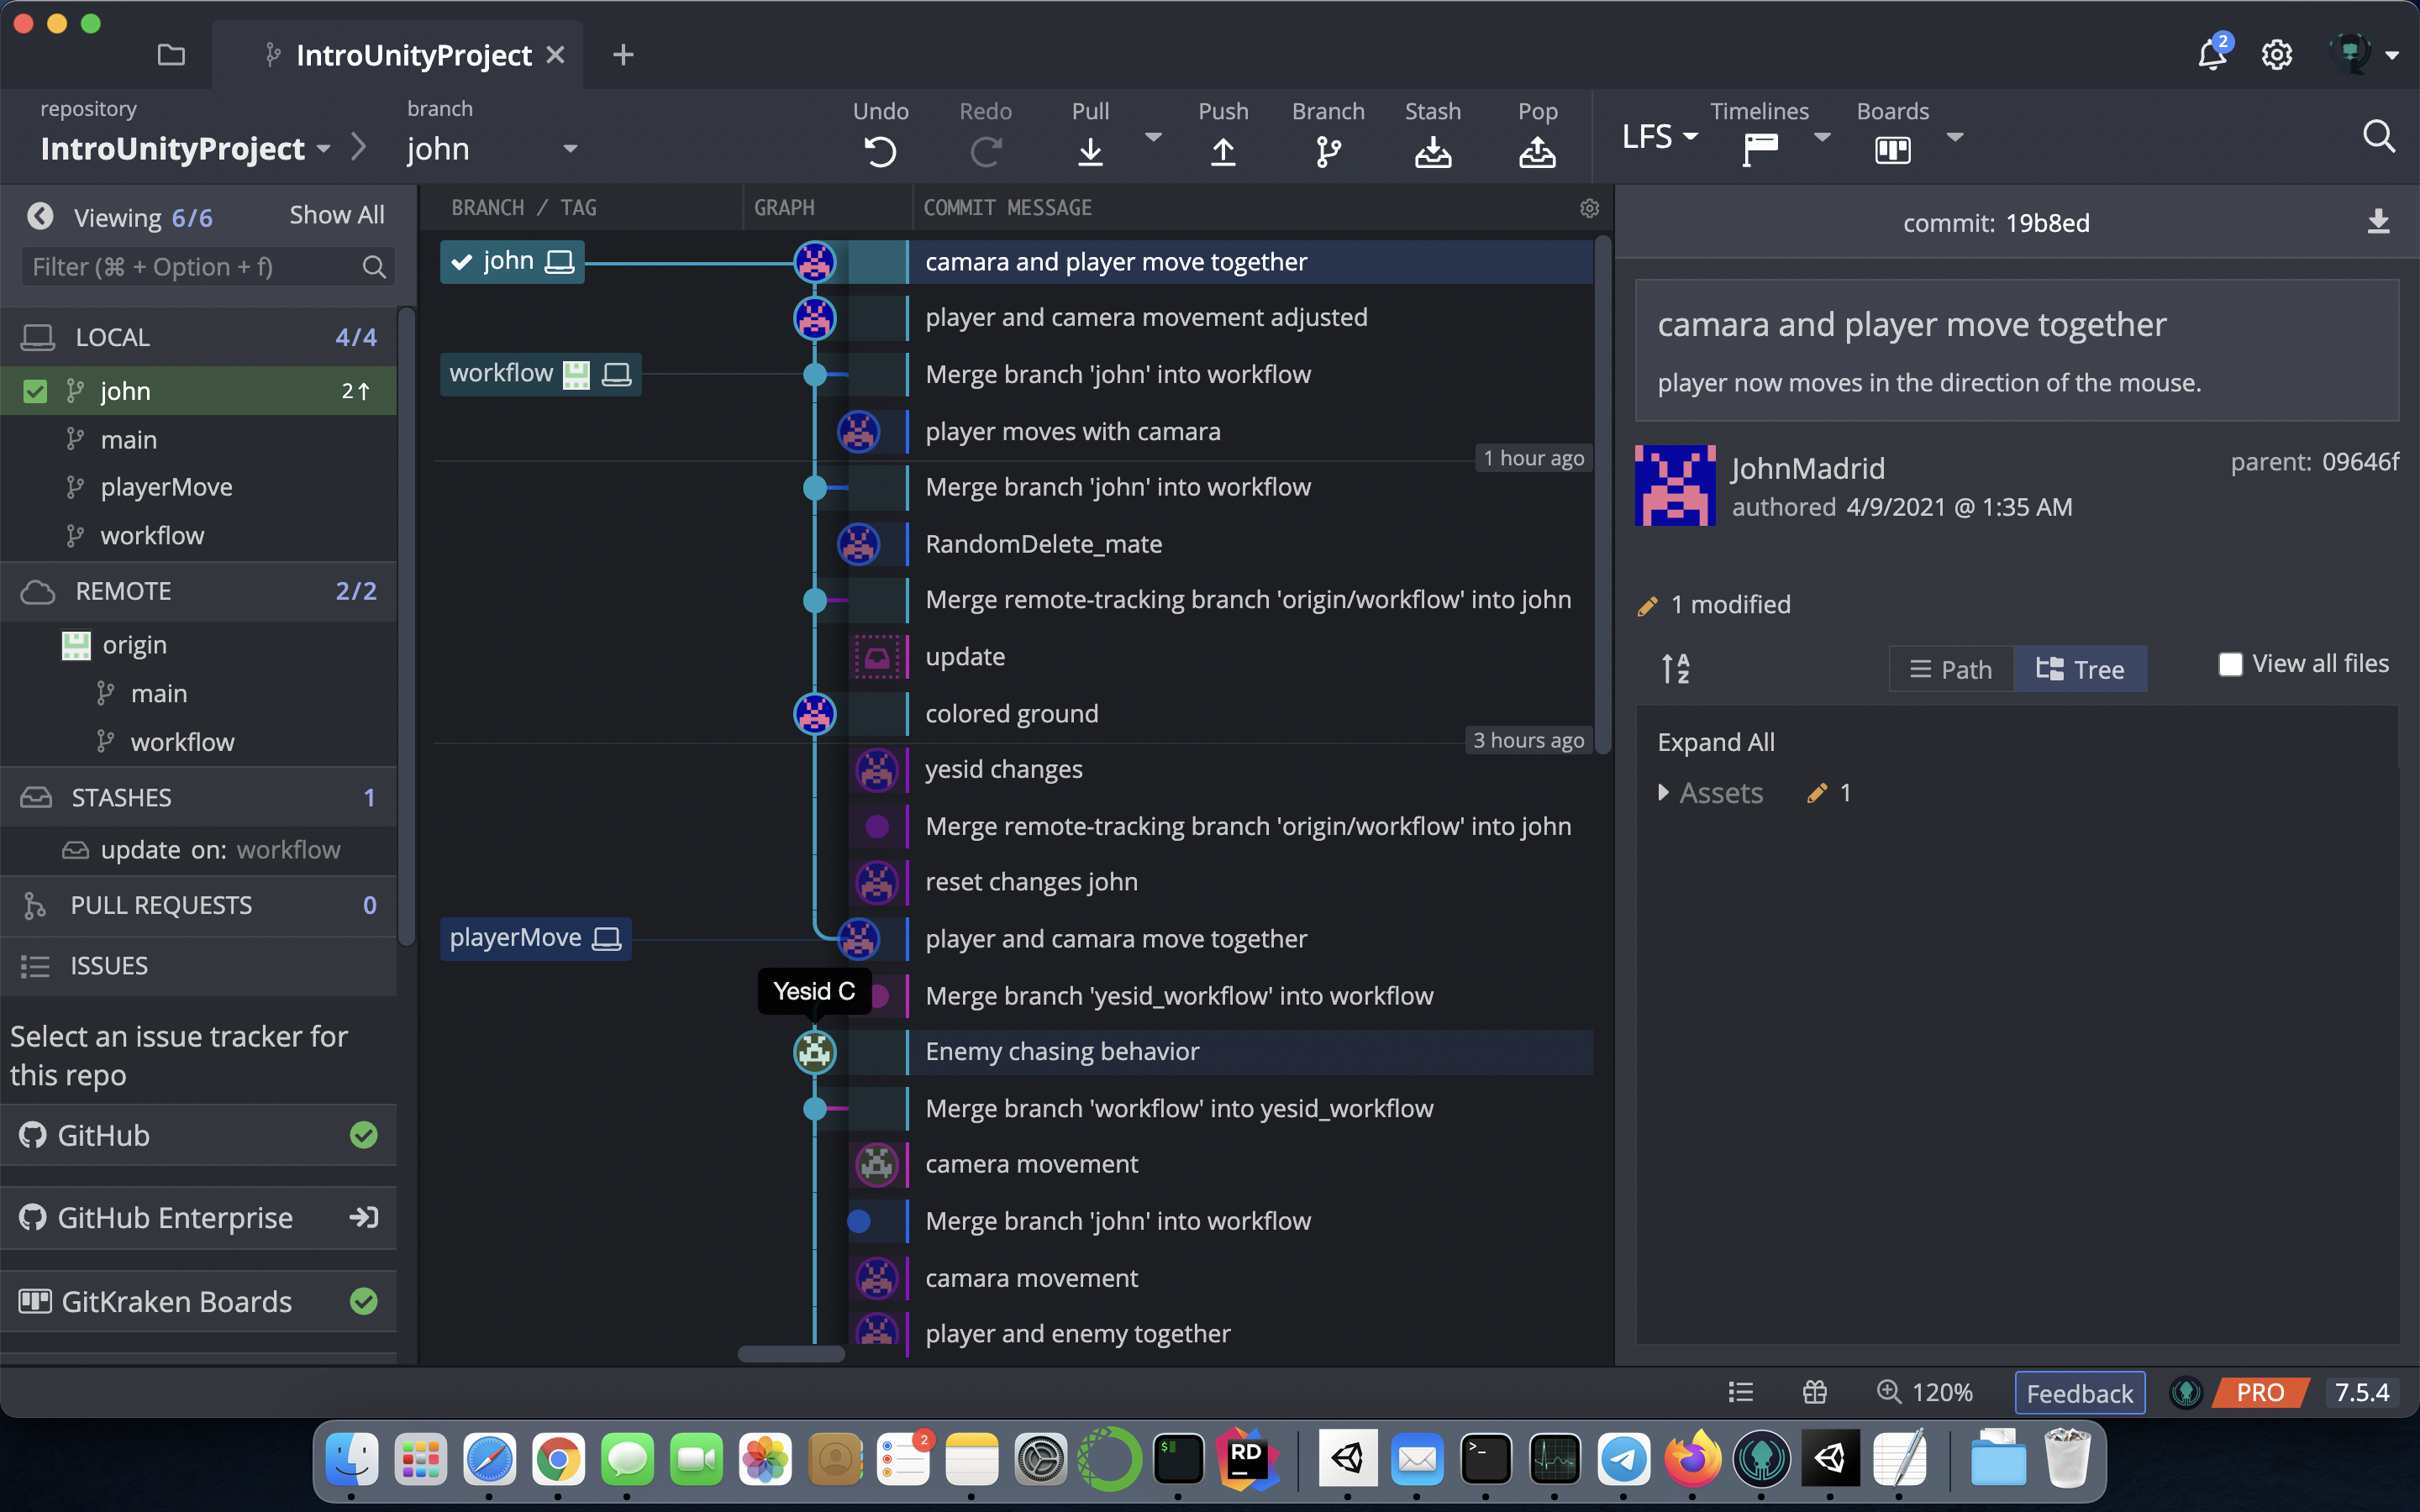 IntroUnityProject
2
repository
IntroUnityProject
branch
john
Undo
Redo
Pull
Push
Branch
Stash
Pop
LFS
Timelines
Boards
Viewing 6/6
Show All
Filter (⌘ + Option + f)
LOCAL 4/4
john 2↑
main
playerMove
workflow
REMOTE 2/2
origin
main
workflow
STASHES 1
update on: workflow
PULL REQUESTS 0
ISSUES
Select an issue tracker for
this repo
GitHub
GitHub Enterprise
GitKraken Boards
BRANCH / TAG
GRAPH
COMMIT MESSAGE
john
camara and player move together
player and camera movement adjusted
workflow
Merge branch 'john' into workflow
player moves with camara
1 hour ago
Merge branch 'john' into workflow
RandomDelete_mate
Merge remote-tracking branch 'origin/workflow' into john
update
colored ground
3 hours ago
yesid changes
Merge remote-tracking branch 'origin/workflow' into john
reset changes john
playerMove
player and camara move together
Yesid C
Merge branch 'yesid_workflow' into workflow
Enemy chasing behavior
Merge branch 'workflow' into yesid_workflow
camera movement
Merge branch 'john' into workflow
camara movement
player and enemy together
commit: 19b8ed
camara and player move together
player now moves in the direction of the mouse.
JohnMadrid
authored 4/9/2021 @ 1:35 AM
parent: 09646f
1 modified
A
Z
Path
Tree
View all files
Expand All
Assets 1
120%
Feedback
PRO
7.5.4
2
$
RD
>_